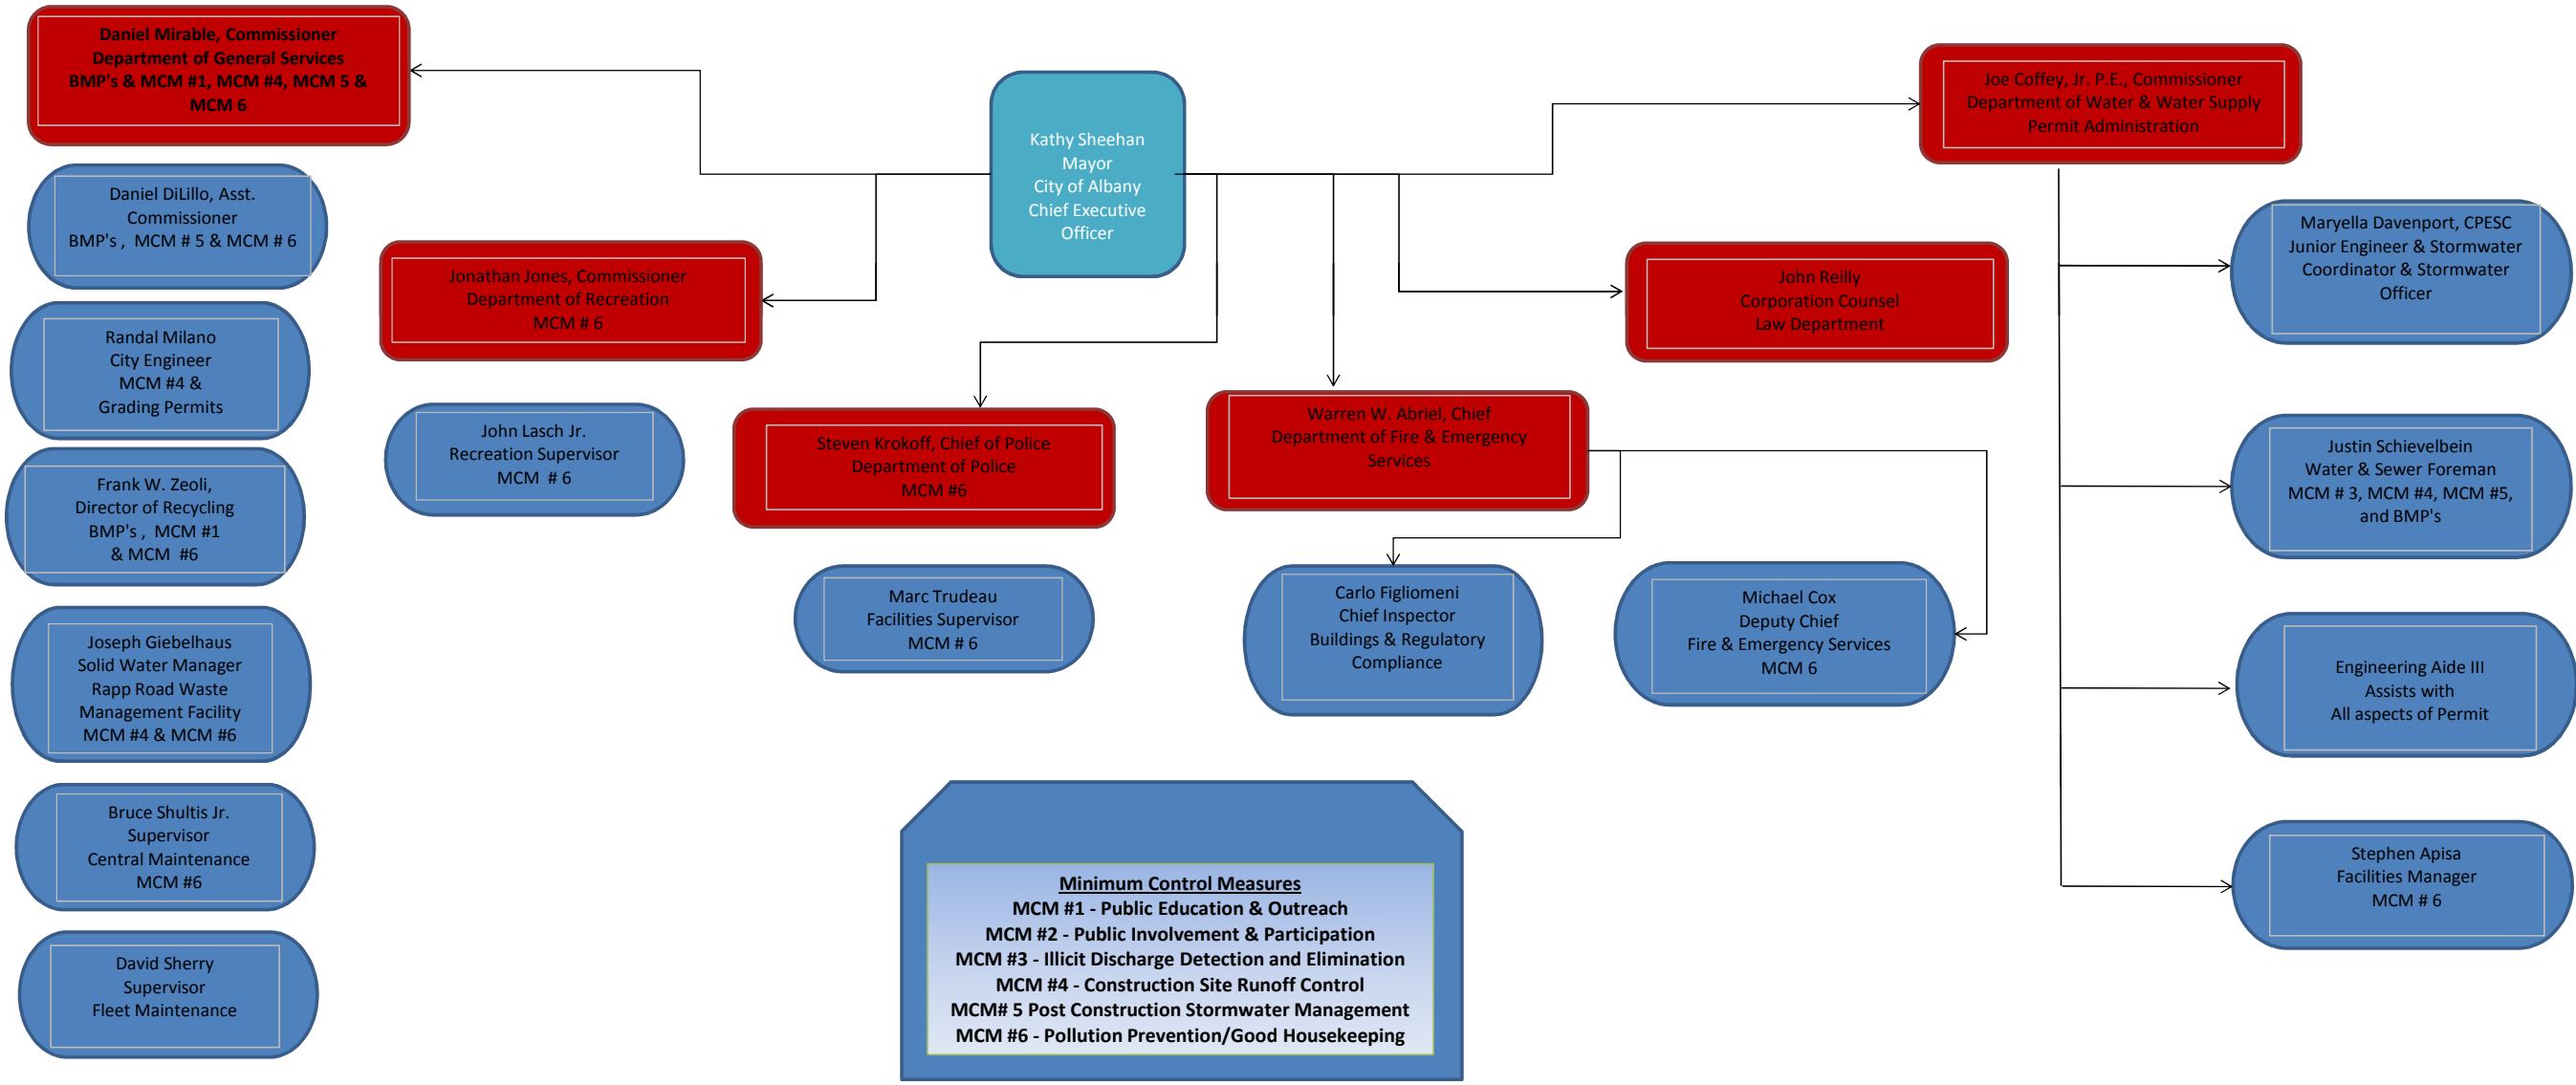 Daniel Mirable, Commissioner
Department of General Services
BMP's & MCM #1, MCM #4, MCM 5 &
MCM 6
Daniel DiLillo, Asst.
Commissioner
BMP's , MCM # 5 & MCM # 6
Randal Milano
City Engineer
MCM #4 &
Grading Permits
Frank W. Zeoli,
Director of Recycling
BMP's , MCM #1
& MCM #6
Joseph Giebelhaus
Solid Water Manager
Rapp Road Waste
Management Facility
MCM #4 & MCM #6
Bruce Shultis Jr.
Supervisor
Central Maintenance
MCM #6
David Sherry
Supervisor
Fleet Maintenance
Jonathan Jones, Commissioner
Department of Recreation
MCM # 6
John Lasch Jr.
Recreation Supervisor
MCM # 6
Kathy Sheehan
Mayor
City of Albany
Chief Executive
Officer
Steven Krokoff, Chief of Police
Department of Police
MCM #6
Marc Trudeau
Facilities Supervisor
MCM # 6
Warren W. Abriel, Chief
Department of Fire & Emergency
Services
Carlo Figliomeni
Chief Inspector
Buildings & Regulatory
Compliance
Michael Cox
Deputy Chief
Fire & Emergency Services
MCM 6
John Reilly
Corporation Counsel
Law Department
Joe Coffey, Jr. P.E., Commissioner
Department of Water & Water Supply
Permit Administration
Maryella Davenport, CPESC
Junior Engineer & Stormwater
Coordinator & Stormwater
Officer
Justin Schievelbein
Water & Sewer Foreman
MCM # 3, MCM #4, MCM #5,
and BMP's
Engineering Aide III
Assists with
All aspects of Permit
Stephen Apisa
Facilities Manager
MCM # 6
Minimum Control Measures
MCM #1 - Public Education & Outreach
MCM #2 - Public Involvement & Participation
MCM #3 - Illicit Discharge Detection and Elimination
MCM #4 - Construction Site Runoff Control
MCM# 5 Post Construction Stormwater Management
MCM #6 - Pollution Prevention/Good Housekeeping